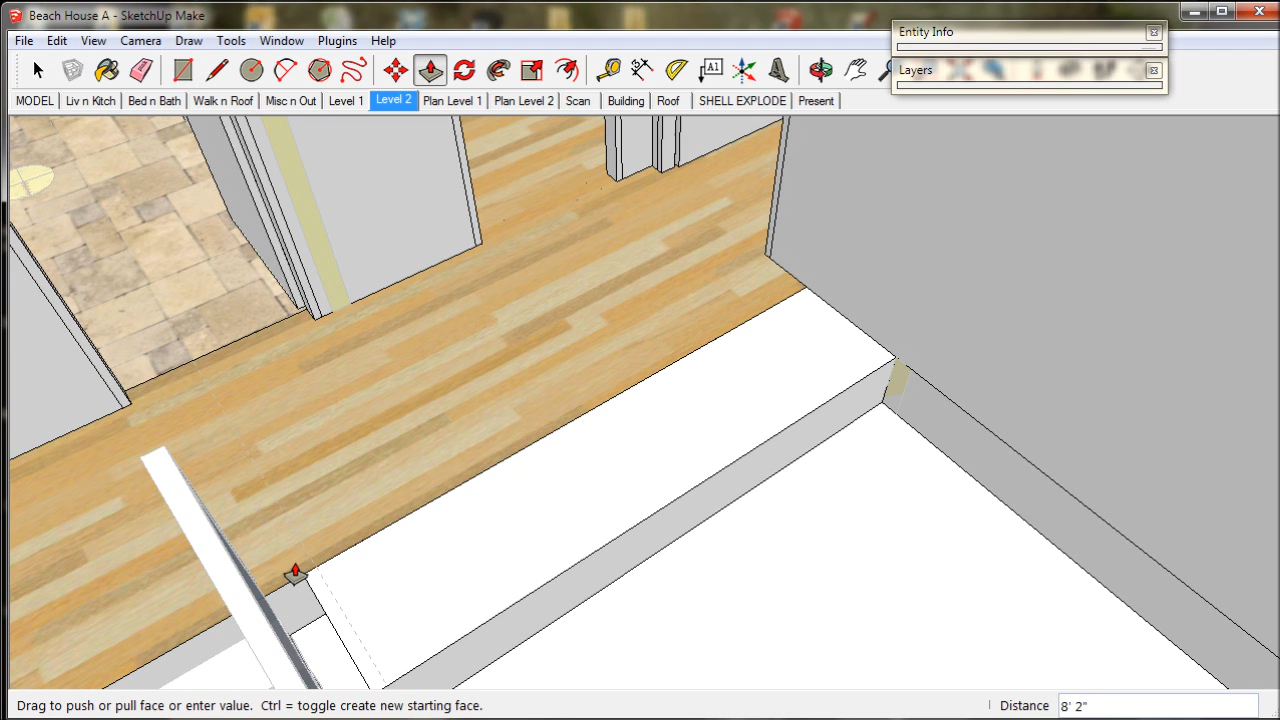 Beach House A - SketchUp Make
Entity Info
File Edit View Camera Draw Tools Window Plugins Help
Layers
A1
MODEL Liv n Kitch Bed n Bath Walk n Roof Misc n Out Level 1 Level 2 Plan Level 1 Plan Level 2 Scan Building Roof SHELL EXPLODE Present
Drag to push or pull face or enter value. Ctrl = toggle create new starting face. Distance 8' 2"